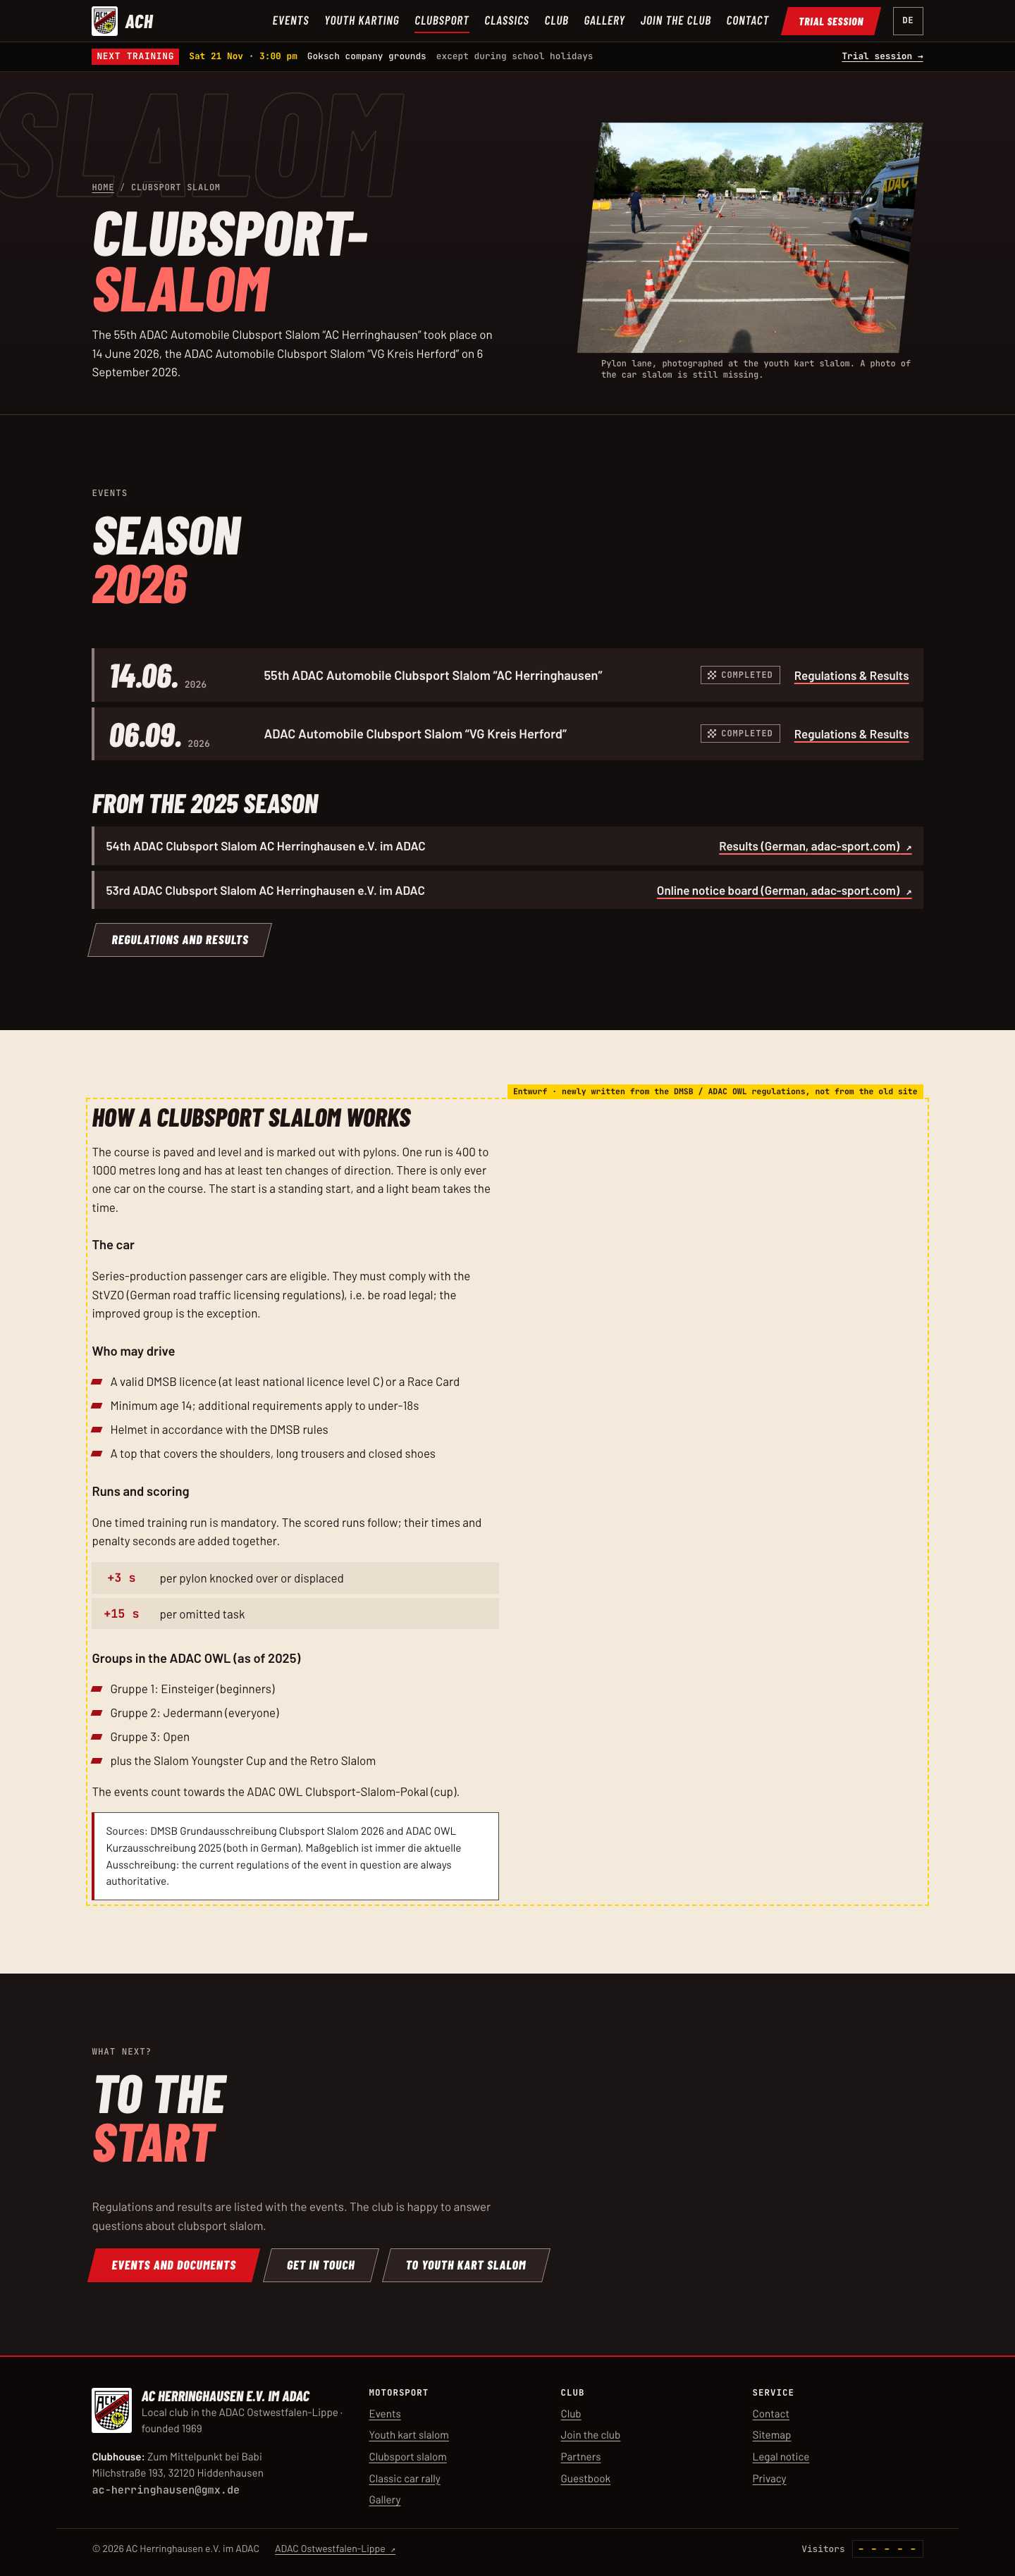 ACH
EVENTS YOUTH KARTING CLUBSPORT CLASSICS CLUB GALLERY JOIN THE CLUB CONTACT TRIAL SESSION DE
NEXT TRAINING Sat 21 Nov · 3:00 pm Goksch company grounds except during school holidays Trial session →
SLALOM
HOME / CLUBSPORT SLALOM
CLUBSPORT-
SLALOM
The 55th ADAC Automobile Clubsport Slalom “AC Herringhausen” took place on
14 June 2026, the ADAC Automobile Clubsport Slalom “VG Kreis Herford” on 6
September 2026.
ADAC
Pylon lane, photographed at the youth kart slalom. A photo of
the car slalom is still missing.
EVENTS
SEASON
2026
14.06. 2026 55th ADAC Automobile Clubsport Slalom “AC Herringhausen” COMPLETED Regulations & Results
06.09. 2026 ADAC Automobile Clubsport Slalom “VG Kreis Herford” COMPLETED Regulations & Results
FROM THE 2025 SEASON
54th ADAC Clubsport Slalom AC Herringhausen e.V. im ADAC Results (German, adac-sport.com) ↗
53rd ADAC Clubsport Slalom AC Herringhausen e.V. im ADAC Online notice board (German, adac-sport.com) ↗
REGULATIONS AND RESULTS
Entwurf · newly written from the DMSB / ADAC OWL regulations, not from the old site
HOW A CLUBSPORT SLALOM WORKS
The course is paved and level and is marked out with pylons. One run is 400 to
1000 metres long and has at least ten changes of direction. There is only ever
one car on the course. The start is a standing start, and a light beam takes the
time.
The car
Series-production passenger cars are eligible. They must comply with the
StVZO (German road traffic licensing regulations), i.e. be road legal; the
improved group is the exception.
Who may drive
A valid DMSB licence (at least national licence level C) or a Race Card
Minimum age 14; additional requirements apply to under-18s
Helmet in accordance with the DMSB rules
A top that covers the shoulders, long trousers and closed shoes
Runs and scoring
One timed training run is mandatory. The scored runs follow; their times and
penalty seconds are added together.
+3 s per pylon knocked over or displaced
+15 s per omitted task
Groups in the ADAC OWL (as of 2025)
Gruppe 1: Einsteiger (beginners)
Gruppe 2: Jedermann (everyone)
Gruppe 3: Open
plus the Slalom Youngster Cup and the Retro Slalom
The events count towards the ADAC OWL Clubsport-Slalom-Pokal (cup).
Sources: DMSB Grundausschreibung Clubsport Slalom 2026 and ADAC OWL
Kurzausschreibung 2025 (both in German). Maßgeblich ist immer die aktuelle
Ausschreibung: the current regulations of the event in question are always
authoritative.
WHAT NEXT?
TO THE
START
Regulations and results are listed with the events. The club is happy to answer
questions about clubsport slalom.
EVENTS AND DOCUMENTS GET IN TOUCH TO YOUTH KART SLALOM
ACH
AC HERRINGHAUSEN E.V. IM ADAC
Local club in the ADAC Ostwestfalen-Lippe ·
founded 1969
Clubhouse: Zum Mittelpunkt bei Babi
Milchstraße 193, 32120 Hiddenhausen
ac-herringhausen@gmx.de
MOTORSPORT
Events
Youth kart slalom
Clubsport slalom
Classic car rally
Gallery
CLUB
Club
Join the club
Partners
Guestbook
SERVICE
Contact
Sitemap
Legal notice
Privacy
© 2026 AC Herringhausen e.V. im ADAC ADAC Ostwestfalen-Lippe ↗ Visitors - - - - -